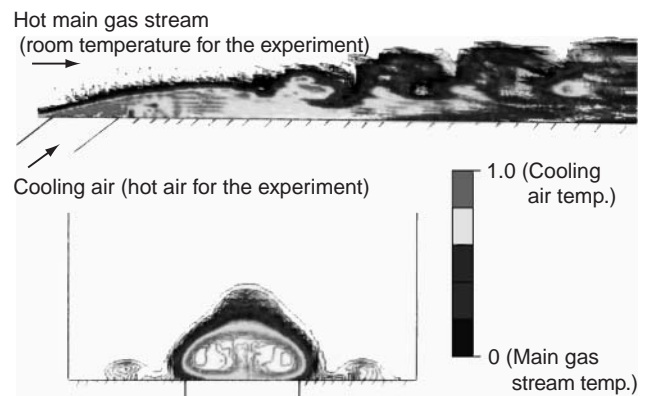 Hot main gas stream
(room temperature for the experiment)
Cooling air (hot air for the experiment)
1.0 (Cooling
air temp.)
0 (Main gas
stream temp.)